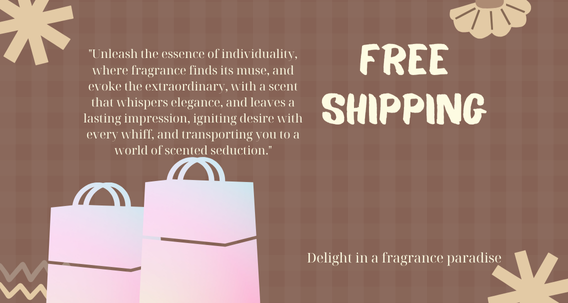 "Unleash the essence of individuality,
where fragrance finds its muse, and
evoke the extraordinary, with a scent
that whispers elegance, and leaves a
lasting impression, igniting desire with
every whiff, and transporting you to a
world of scented seduction."
FREE
SHIPPING
Delight in a fragrance paradise